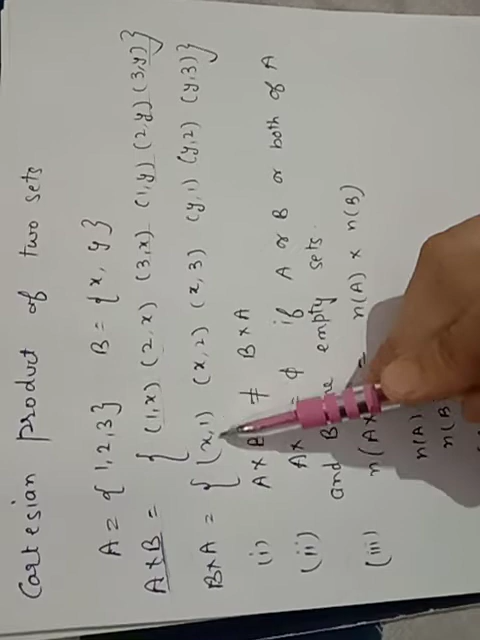 Cartesian product of two sets
A = {1,2,3} B = {x, y}
A×B = {(1,x) (2,x) (3,x) (1,y) (2,y) (3,y)}
B×A = {(x,1) (x,2) (x,3) (y,1) (y,2) (y,3)}
(i) A×B ≠ B×A
(ii) A× = ϕ if A or B or both of A
and B empty sets.
(iii) n(A× = n(A) × n(B)
n(A)
n(B